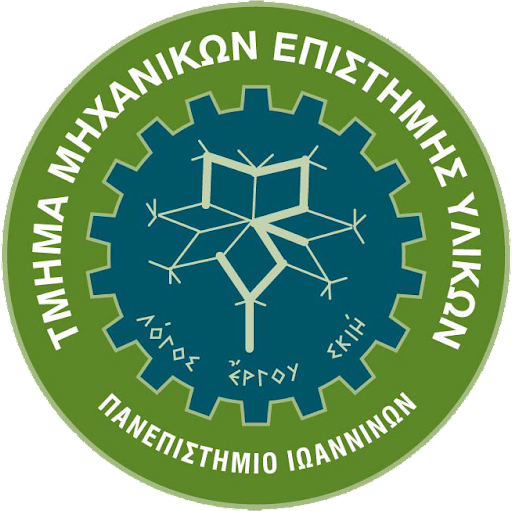 ΤΜΗΜΑ ΜΗΧΑΝΙΚΩΝ ΕΠΙΣΤΗΜΗΣ ΥΛΙΚΩΝ
ΛΌΓΟΣ ἜΡΓΟΥ ΣΚΙΉ
ΠΑΝΕΠΙΣΤΗΜΙΟ ΙΩΑΝΝΙΝΩΝ